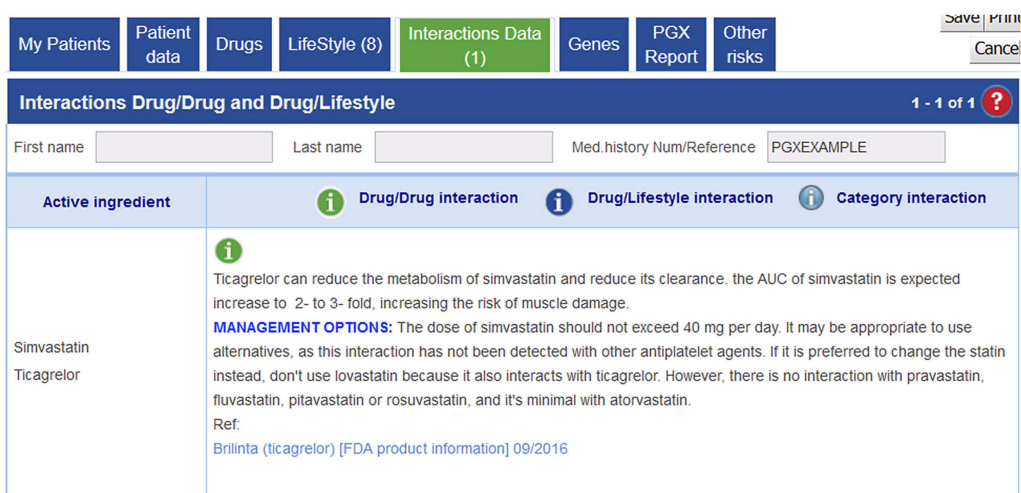 Save Print
Cancel
My Patients
Patient
data
Drugs
LifeStyle (8)
Interactions Data
(1)
Genes
PGX
Report
Other
risks
Interactions Drug/Drug and Drug/Lifestyle
1 - 1 of 1 ?
First name
Last name
Med.history Num/Reference PGXEXAMPLE
Active ingredient
i Drug/Drug interaction
i Drug/Lifestyle interaction
i Category interaction
i
Ticagrelor can reduce the metabolism of simvastatin and reduce its clearance. the AUC of simvastatin is expected
increase to 2- to 3- fold, increasing the risk of muscle damage.
MANAGEMENT OPTIONS: The dose of simvastatin should not exceed 40 mg per day. It may be appropriate to use
Simvastatin
alternatives, as this interaction has not been detected with other antiplatelet agents. If it is preferred to change the statin
Ticagrelor
instead, don't use lovastatin because it also interacts with ticagrelor. However, there is no interaction with pravastatin,
fluvastatin, pitavastatin or rosuvastatin, and it's minimal with atorvastatin.
Ref:
Brilinta (ticagrelor) [FDA product information] 09/2016